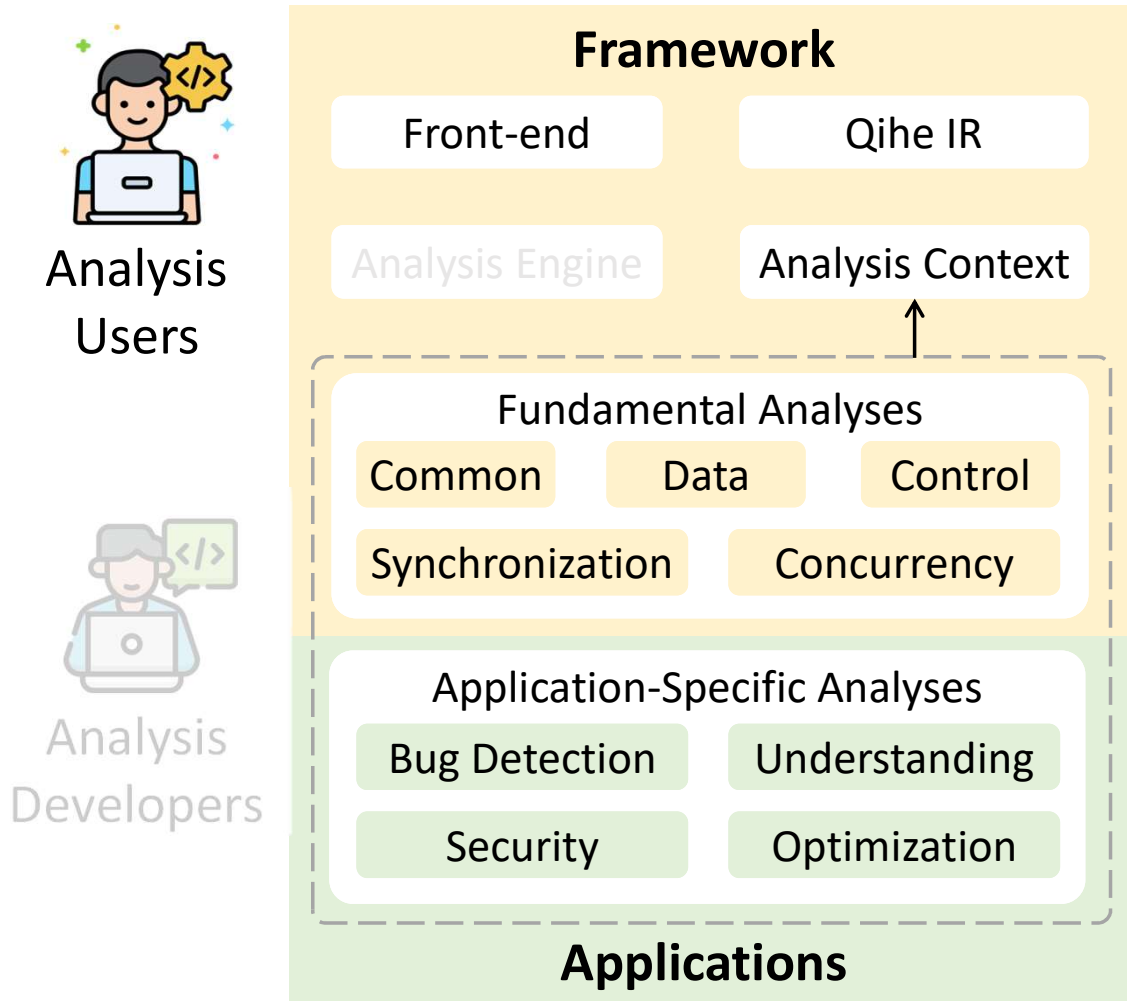 Framework
Front-end
Qihe IR
Analysis Engine
Analysis Context
Analysis
Users
Fundamental Analyses
Common
Data
Control
Synchronization
Concurrency
Analysis
Developers
Application-Specific Analyses
Bug Detection
Understanding
Security
Optimization
Applications